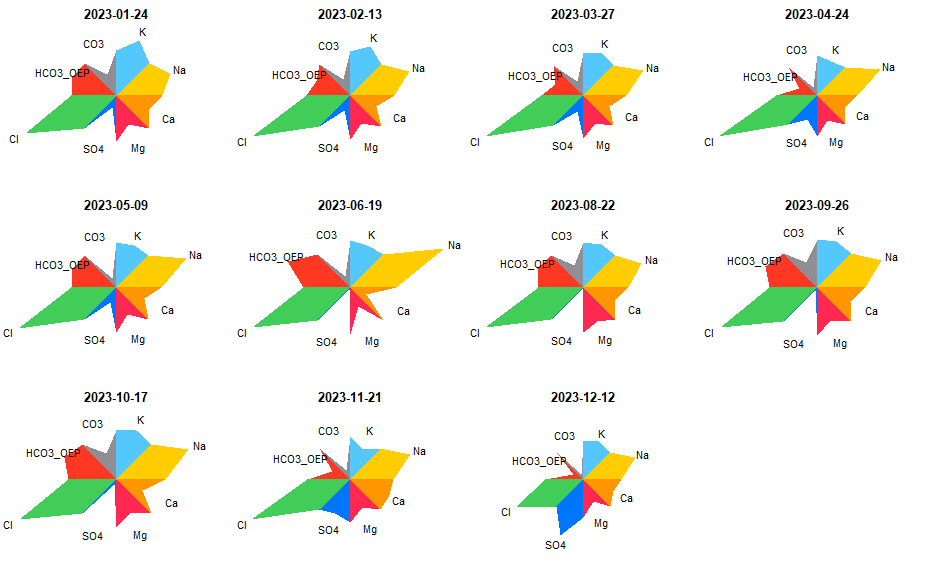 2023-01-24
K
CO3
Na
HCO3_OEP
Ca
Cl
SO4
Mg
2023-02-13
K
CO3
Na
HCO3_OEP
Ca
Cl
SO4
Mg
2023-03-27
K
CO3
Na
HCO3_OEP
Ca
Cl
SO4
Mg
2023-04-24
K
CO3
Na
HCO3_OEP
Ca
Cl
SO4
Mg
2023-05-09
K
CO3
Na
HCO3_OEP
Ca
Cl
SO4
Mg
2023-06-19
K
CO3
Na
HCO3_OEP
Ca
Cl
SO4
Mg
2023-08-22
K
CO3
Na
HCO3_OEP
Ca
Cl
SO4
Mg
2023-09-26
K
CO3
Na
HCO3_OEP
Ca
Cl
SO4
Mg
2023-10-17
K
CO3
Na
HCO3_OEP
Ca
Cl
SO4
Mg
2023-11-21
K
CO3
Na
HCO3_OEP
Ca
Cl
SO4
Mg
2023-12-12
K
CO3
Na
HCO3_OEP
Ca
Cl
Mg
SO4